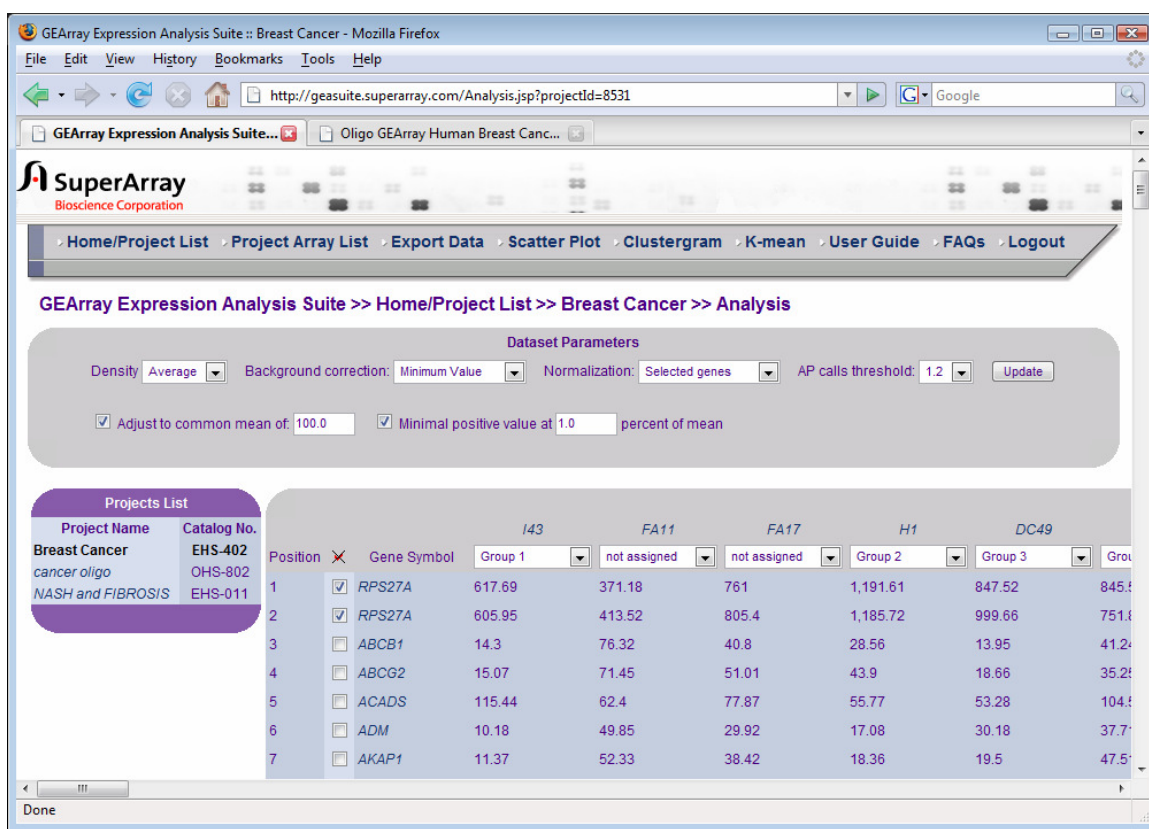 GEArray Expression Analysis Suite :: Breast Cancer - Mozilla Firefox
File Edit View History Bookmarks Tools Help
http://geasuite.superarray.com/Analysis.jsp?projectId=8531 G Google
GEArray Expression Analysis Suite... Oligo GEArray Human Breast Canc...
SuperArray
Bioscience Corporation
Home/Project List Project Array List Export Data Scatter Plot Clustergram K-mean User Guide FAQs Logout
GEArray Expression Analysis Suite >> Home/Project List >> Breast Cancer >> Analysis
Dataset Parameters
Density Average Background correction: Minimum Value Normalization: Selected genes AP calls threshold: 1.2 Update
Adjust to common mean of: 100.0 Minimal positive value at 1.0 percent of mean
Projects List
Project Name Catalog No.
Breast Cancer EHS-402
cancer oligo OHS-802
NASH and FIBROSIS EHS-011
I43 FA11 FA17 H1 DC49
Position Gene Symbol Group 1 not assigned not assigned Group 2 Group 3
1 RPS27A 617.69 371.18 761 1,191.61 847.52
2 RPS27A 605.95 413.52 805.4 1,185.72 999.66
3 ABCB1 14.3 76.32 40.8 28.56 13.95
4 ABCG2 15.07 71.45 51.01 43.9 18.66
5 ACADS 115.44 62.4 77.87 55.77 53.28
6 ADM 10.18 49.85 29.92 17.08 30.18
7 AKAP1 11.37 52.33 38.42 18.36 19.5
Done